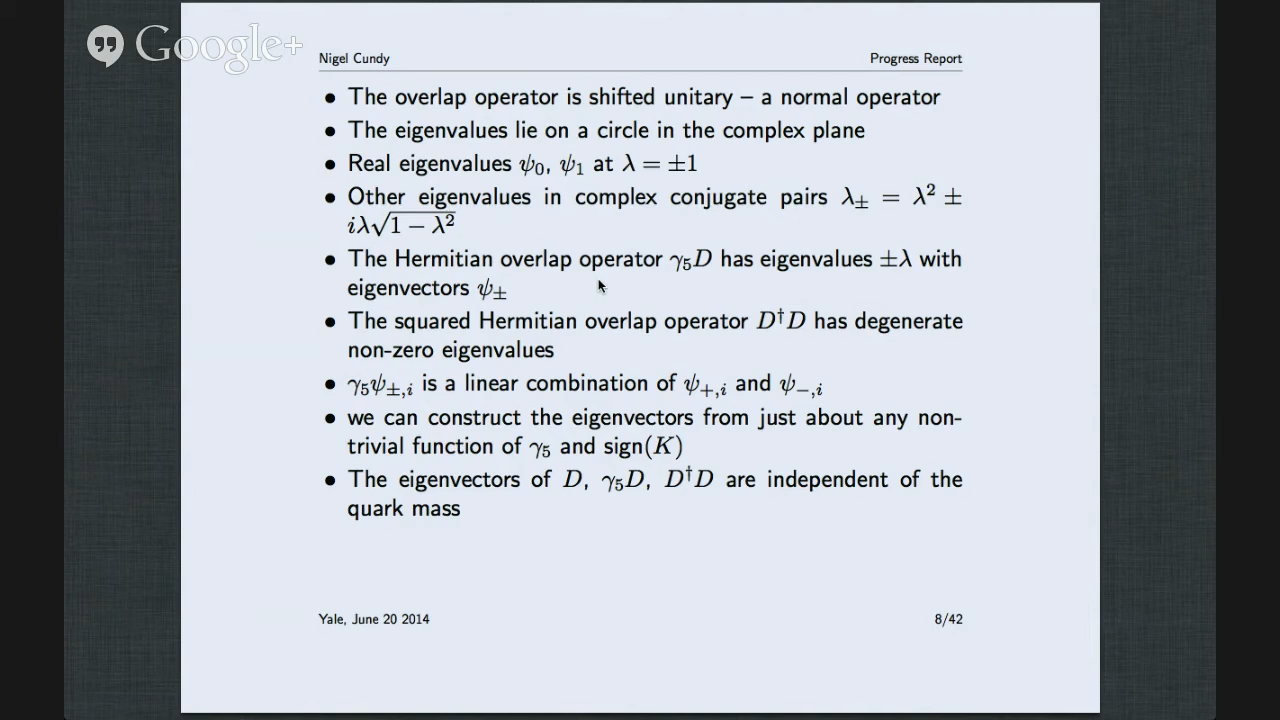 Google+
Nigel Cundy Progress Report
• The overlap operator is shifted unitary – a normal operator
• The eigenvalues lie on a circle in the complex plane
• Real eigenvalues ψ₀, ψ₁ at λ = ±1
• Other eigenvalues in complex conjugate pairs λ± = λ² ±
iλ√(1 − λ²)
• The Hermitian overlap operator γ₅D has eigenvalues ±λ with
eigenvectors ψ±
• The squared Hermitian overlap operator D†D has degenerate
non-zero eigenvalues
• γ₅ψ±,i is a linear combination of ψ+,i and ψ−,i
• we can construct the eigenvectors from just about any non-
trivial function of γ₅ and sign(K)
• The eigenvectors of D, γ₅D, D†D are independent of the
quark mass
Yale, June 20 2014 8/42